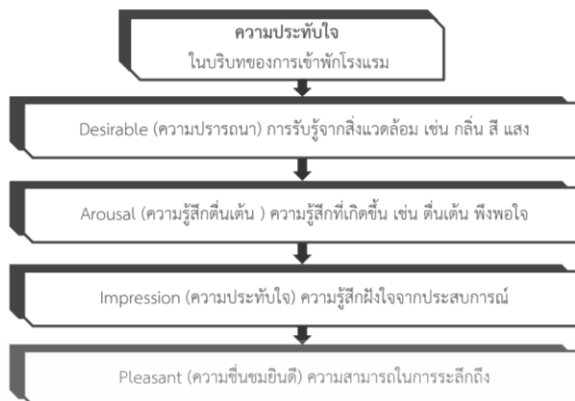 ความประทับใจ
ในบริบทของการเข้าพักโรงแรม
Desirable (ความปรารถนา) การรับรู้จากสิ่งแวดล้อม เช่น กลิ่น สี แสง
Arousal (ความรู้สึกตื่นเต้น ) ความรู้สึกที่เกิดขึ้น เช่น ตื่นเต้น พึงพอใจ
Impression (ความประทับใจ) ความรู้สึกฝังใจจากประสบการณ์
Pleasant (ความชื่นชมยินดี) ความสามารถในการระลึกถึง